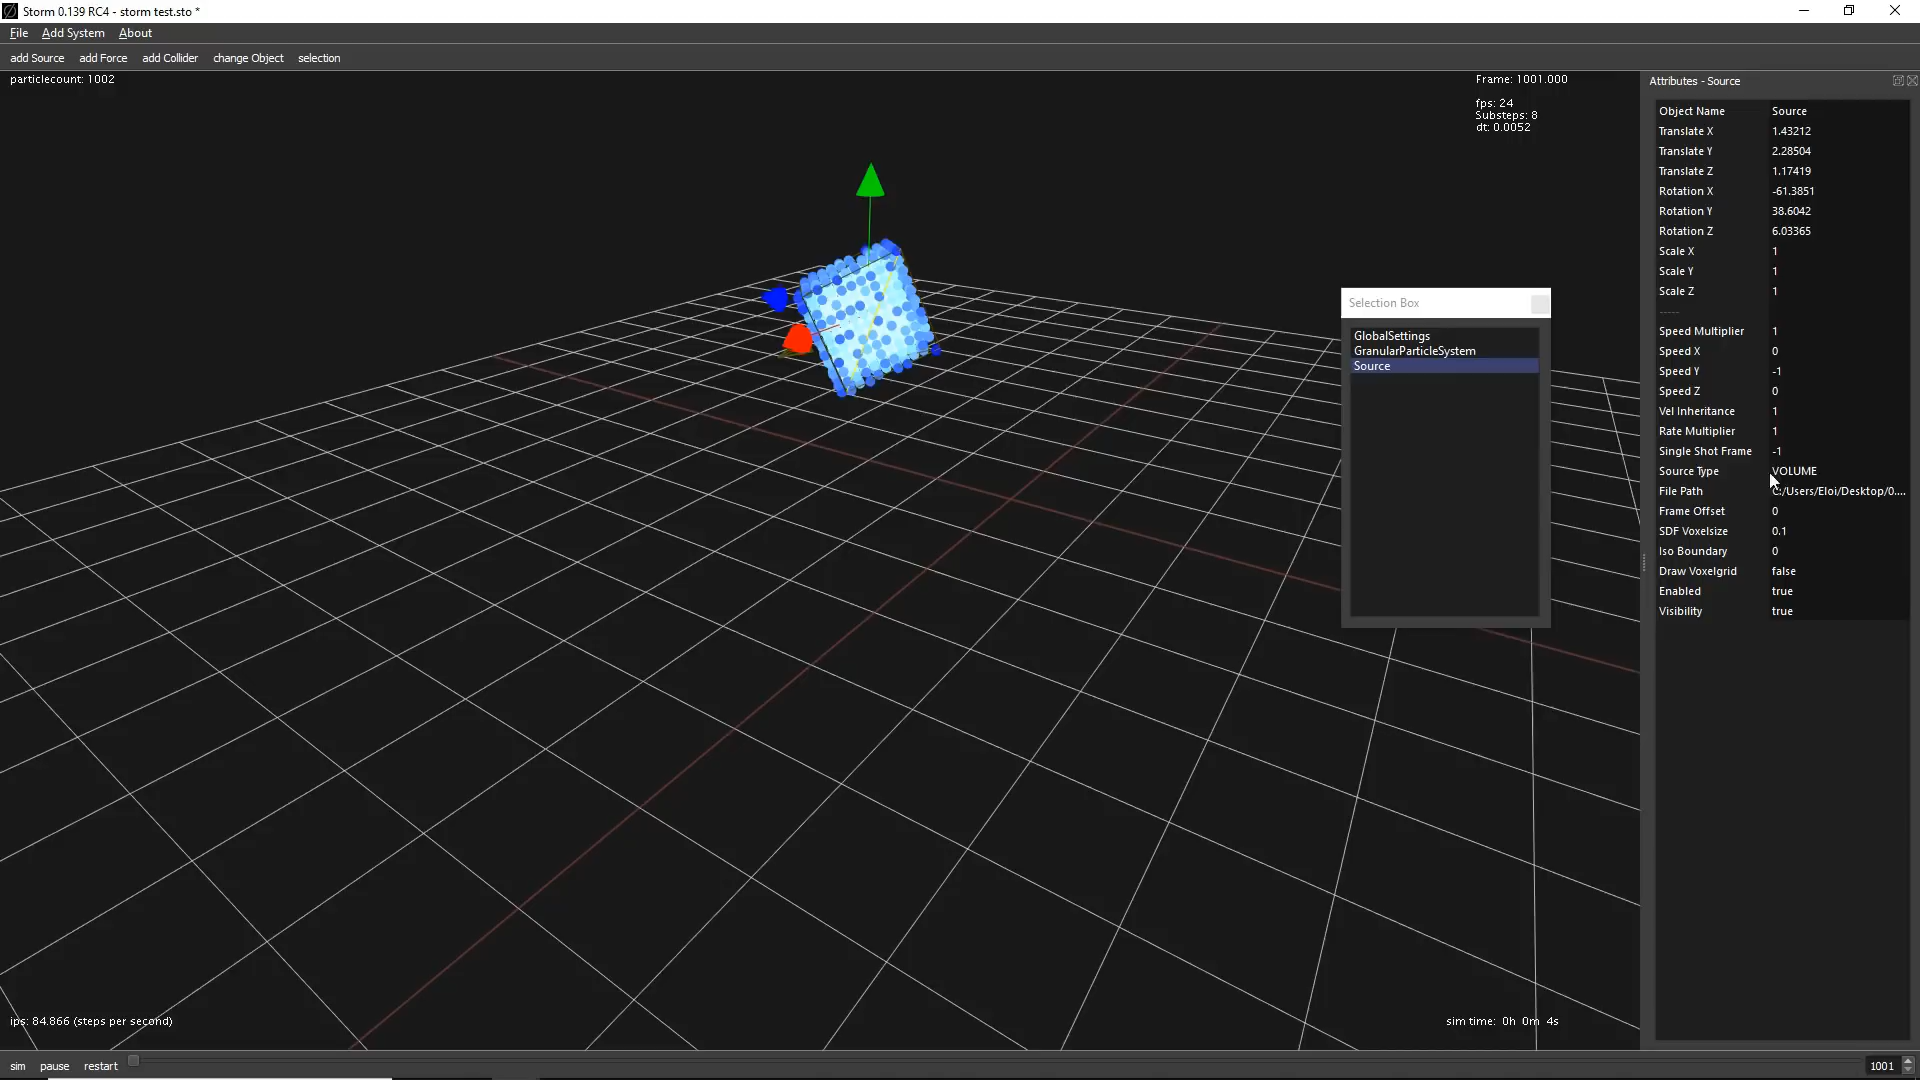 Storm 0.139 RC4 - storm test.sto *
File Add System About
add Source add Force add Collider change Object selection
particlecount: 1002
Frame: 1001.000
fps: 24
Substeps: 8
dt: 0.0052
Selection Box
GlobalSettings
GranularParticleSystem
Source
Attributes - Source
Object Name Source
Translate X 1.43212
Translate Y 2.28504
Translate Z 1.17419
Rotation X -61.3851
Rotation Y 38.6042
Rotation Z 6.03365
Scale X 1
Scale Y 1
Scale Z 1
-----
Speed Multiplier 1
Speed X 0
Speed Y -1
Speed Z 0
Vel Inheritance 1
Rate Multiplier 1
Single Shot Frame -1
Source Type VOLUME
File Path C:/Users/Eloi/Desktop/0....
Frame Offset 0
SDF Voxelsize 0.1
Iso Boundary 0
Draw Voxelgrid false
Enabled true
Visibility true
ips: 84.866 (steps per second)
sim time: 0h 0m 4s
sim pause restart
1001